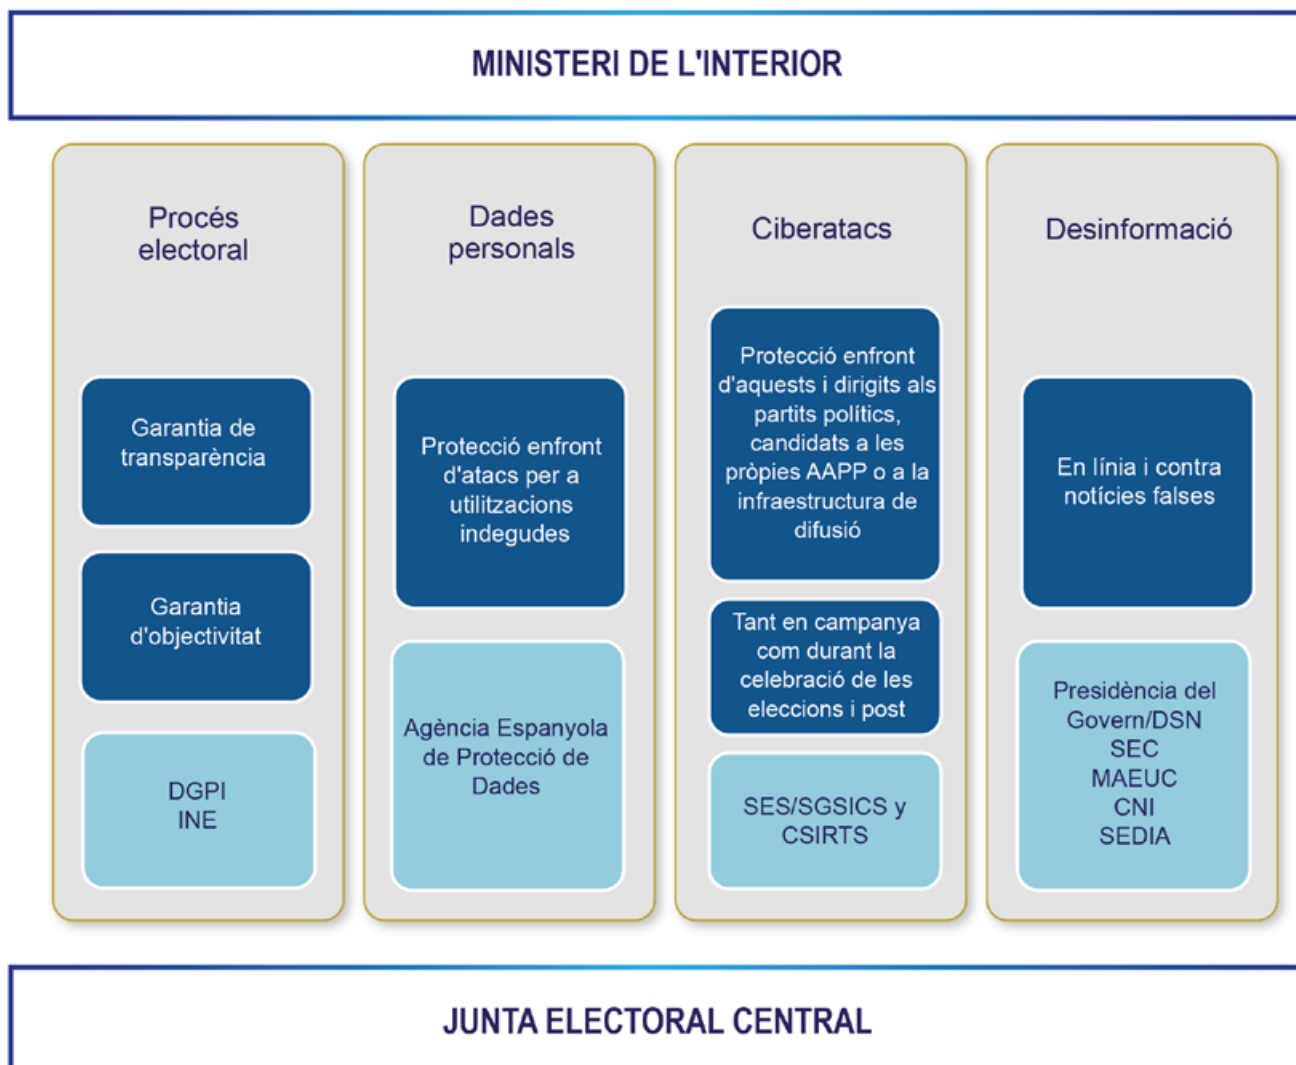 MINISTERI DE L'INTERIOR
Procés
electoral
Garantia de
transparència
Garantia
d'objectivitat
DGPI
INE
Dades
personals
Protecció enfront
d'atacs per a
utilitzacions
indegudes
Agència Espanyola
de Protecció de
Dades
Ciberatacs
Protecció enfront
d'aquests i dirigits als
partits polítics,
candidats a les
pròpies AAPP o a la
infraestructura de
difusió
Tant en campanya
com durant la
celebració de les
eleccions i post
SES/SGSICS y
CSIRTS
Desinformació
En línia i contra
notícies falses
Presidència del
Govern/DSN
SEC
MAEUC
CNI
SEDIA
JUNTA ELECTORAL CENTRAL